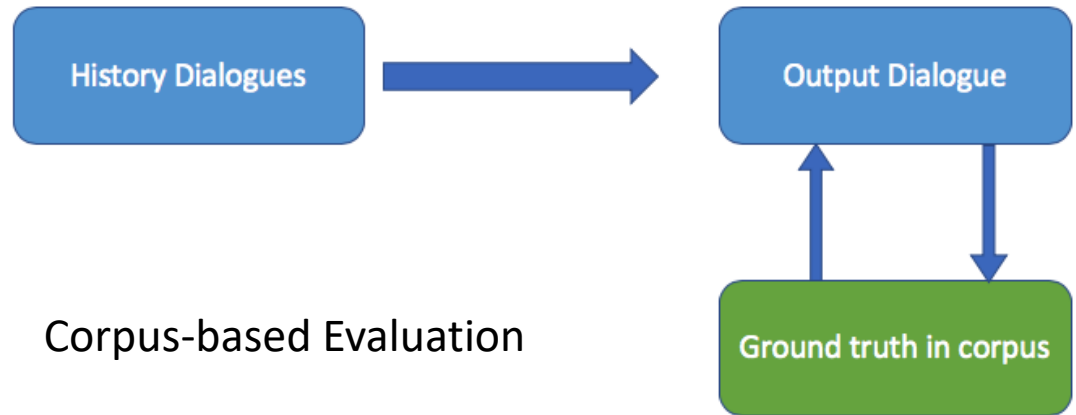 History Dialogues
Output Dialogue
Corpus-based Evaluation
Ground truth in corpus